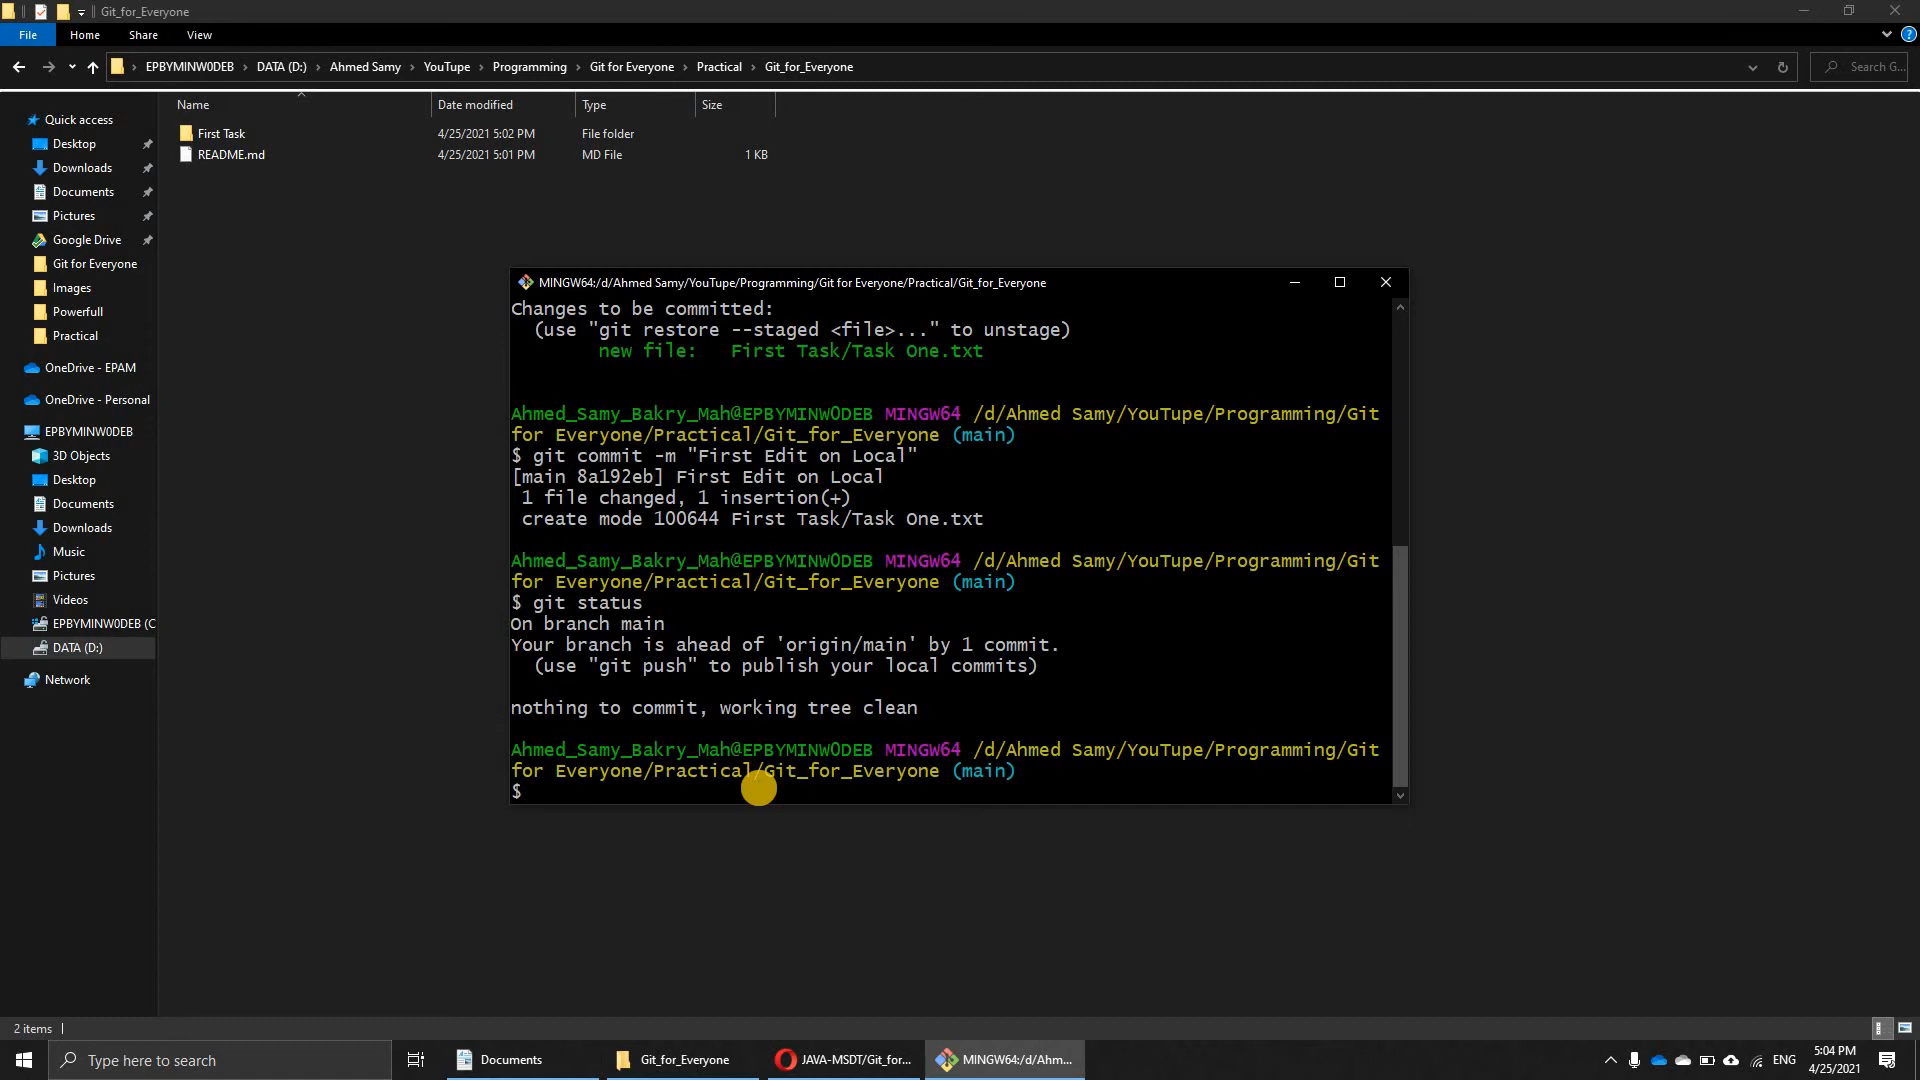 Git_for_Everyone
File Home Share View
EPBYMINW0DEB › DATA (D:) › Ahmed Samy › YouTupe › Programming › Git for Everyone › Practical › Git_for_Everyone
Search G...
Name Date modified Type Size
First Task 4/25/2021 5:02 PM File folder
README.md 4/25/2021 5:01 PM MD File 1 KB
Quick access
Desktop
Downloads
Documents
Pictures
Google Drive
Git for Everyone
Images
Powerfull
Practical
OneDrive - EPAM
OneDrive - Personal
EPBYMINW0DEB
3D Objects
Desktop
Documents
Downloads
Music
Pictures
Videos
EPBYMINW0DEB (C
DATA (D:)
Network
MINGW64:/d/Ahmed Samy/YouTupe/Programming/Git for Everyone/Practical/Git_for_Everyone
Changes to be committed:
(use "git restore --staged <file>..." to unstage)
new file:   First Task/Task One.txt
Ahmed_Samy_Bakry_Mah@EPBYMINW0DEB MINGW64 /d/Ahmed Samy/YouTupe/Programming/Git
for Everyone/Practical/Git_for_Everyone (main)
$ git commit -m "First Edit on Local"
[main 8a192eb] First Edit on Local
1 file changed, 1 insertion(+)
create mode 100644 First Task/Task One.txt
Ahmed_Samy_Bakry_Mah@EPBYMINW0DEB MINGW64 /d/Ahmed Samy/YouTupe/Programming/Git
for Everyone/Practical/Git_for_Everyone (main)
$ git status
On branch main
Your branch is ahead of 'origin/main' by 1 commit.
(use "git push" to publish your local commits)
nothing to commit, working tree clean
Ahmed_Samy_Bakry_Mah@EPBYMINW0DEB MINGW64 /d/Ahmed Samy/YouTupe/Programming/Git
for Everyone/Practical/Git_for_Everyone (main)
$
2 items
Type here to search
Documents
Git_for_Everyone
JAVA-MSDT/Git_for...
MINGW64:/d/Ahm...
ENG
5:04 PM
4/25/2021